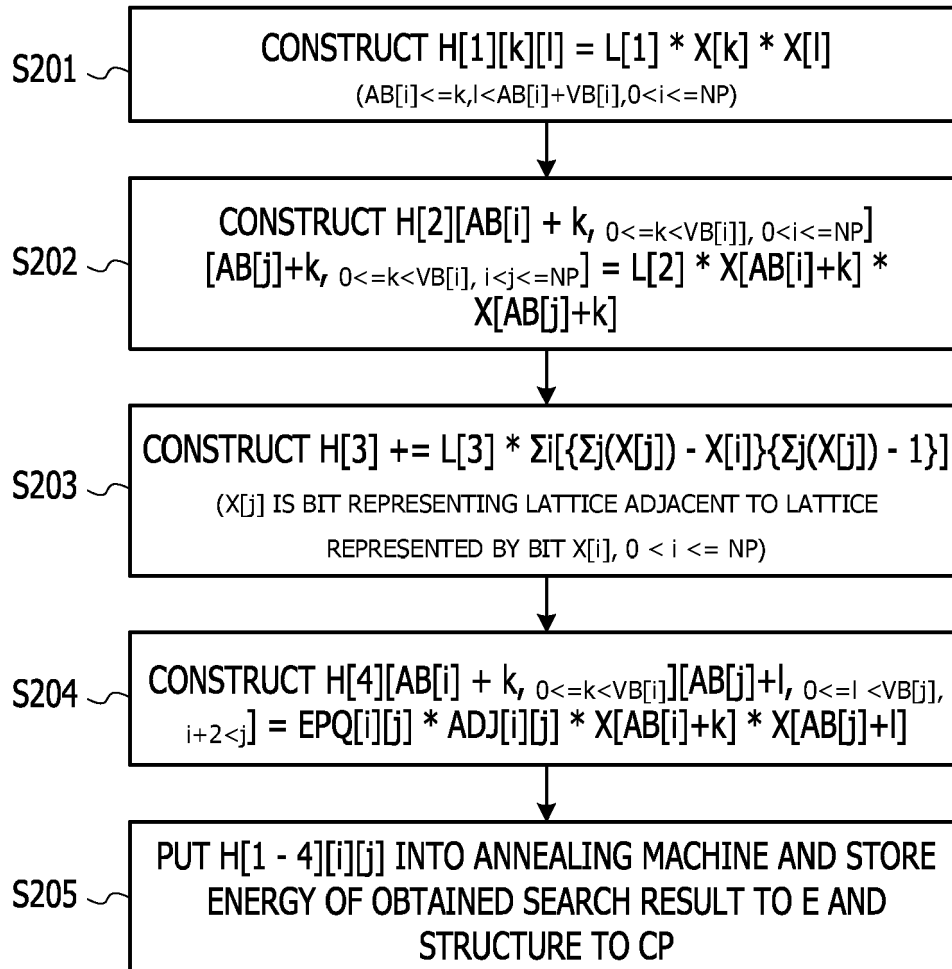 S201
CONSTRUCT H[1][k][l] = L[1] * X[k] * X[l]
(AB[i]<=k,l<AB[i]+VB[i],0<i<=NP)
S202
CONSTRUCT H[2][AB[i] + k, 0<=k<VB[i]], 0<i<=NP]
[AB[j]+k, 0<=k<VB[i], i<j<=NP] = L[2] * X[AB[i]+k] *
X[AB[j]+k]
S203
CONSTRUCT H[3] += L[3] * Σi[{Σj(X[j]) - X[i]}{Σj(X[j]) - 1}]
(X[j] IS BIT REPRESENTING LATTICE ADJACENT TO LATTICE
REPRESENTED BY BIT X[i], 0 < i <= NP)
S204
CONSTRUCT H[4][AB[i] + k, 0<=k<VB[i]][AB[j]+l, 0<=l <VB[j],
i+2<j] = EPQ[i][j] * ADJ[i][j] * X[AB[i]+k] * X[AB[j]+l]
S205
PUT H[1 - 4][i][j] INTO ANNEALING MACHINE AND STORE
ENERGY OF OBTAINED SEARCH RESULT TO E AND
STRUCTURE TO CP